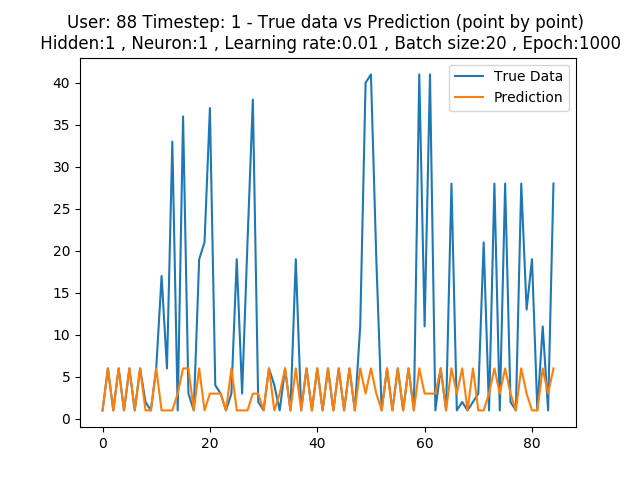 User: 88 Timestep: 1 - True data vs Prediction (point by point)
Hidden:1 , Neuron:1 , Learning rate:0.01 , Batch size:20 , Epoch:1000
True Data
Prediction
40
35
30
25
20
15
10
5
0
0 20 40 60 80